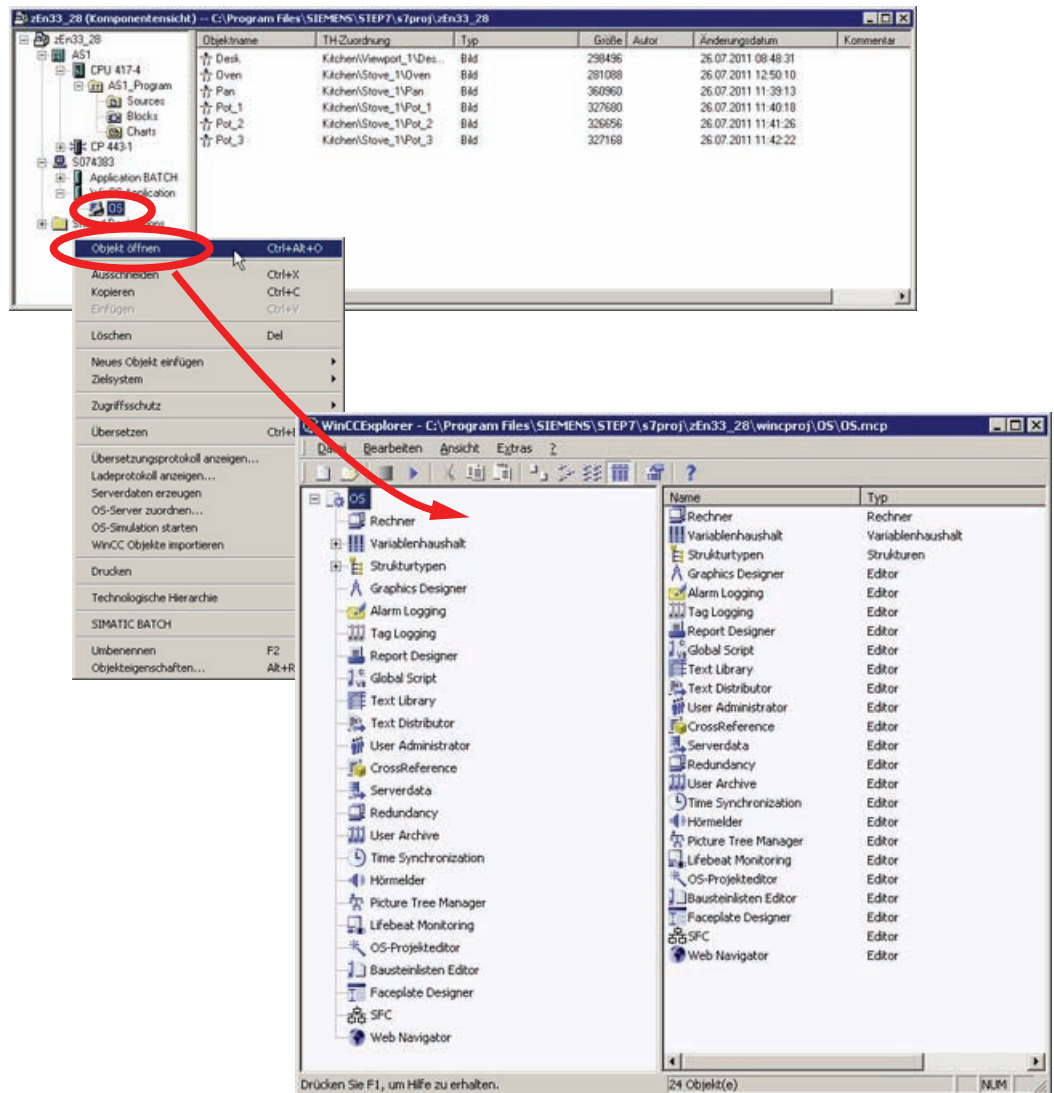 zEn33_28 (Komponentensicht) -- C:\Program Files\SIEMENS\STEP7\s7proj\zEn33_28
zEn33_28
AS1
CPU 417-4
AS1_Program
Sources
Blocks
Charts
CP 443-1
S074383
Application BATCH
Application
OS
Objektname TH-Zuordnung Typ Größe Autor Änderungsdatum Kommentar
Desk Kitchen\Viewport_1\Des... Bild 298496 26.07.2011 08:48:31
Oven Kitchen\Stove_1\Oven Bild 281088 26.07.2011 12:50:10
Pan Kitchen\Stove_1\Pan Bild 360960 26.07.2011 11:39:13
Pot_1 Kitchen\Stove_1\Pot_1 Bild 327680 26.07.2011 11:40:18
Pot_2 Kitchen\Stove_1\Pot_2 Bild 326656 26.07.2011 11:41:26
Pot_3 Kitchen\Stove_1\Pot_3 Bild 327168 26.07.2011 11:42:22
Objekt öffnen Ctrl+Alt+O
Ausschneiden Ctrl+X
Kopieren Ctrl+C
Einfügen Ctrl+V
Löschen Del
Neues Objekt einfügen
Zielsystem
Zugriffsschutz
Übersetzen
Übersetzungsprotokoll anzeigen...
Ladeprotokoll anzeigen...
Serverdaten erzeugen
OS-Server zuordnen...
OS-Simulation starten
WinCC Objekte importieren
Drucken
Technologische Hierarchie
SIMATIC BATCH
Umbenennen F2
Objekteigenschaften... Alt+R
WinCCExplorer - C:\Program Files\SIEMENS\STEP7\s7proj\zEn33_28\wincproj\OS\OS.mcp
Datei Bearbeiten Ansicht Extras ?
OS
Rechner
Variablenhaushalt
Strukturtypen
Graphics Designer
Alarm Logging
Tag Logging
Report Designer
Global Script
Text Library
Text Distributor
User Administrator
CrossReference
Serverdata
Redundancy
User Archive
Time Synchronization
Hörmelder
Picture Tree Manager
Lifebeat Monitoring
OS-Projekteditor
Bausteinlisten Editor
Faceplate Designer
SFC
Web Navigator
Name Typ
Rechner Rechner
Variablenhaushalt Variablenhaushalt
Strukturtypen Strukturen
Graphics Designer Editor
Alarm Logging Editor
Tag Logging Editor
Report Designer Editor
Global Script Editor
Text Library Editor
Text Distributor Editor
User Administrator Editor
CrossReference Editor
Serverdata Editor
Redundancy Editor
User Archive Editor
Time Synchronization Editor
Hörmelder Editor
Picture Tree Manager Editor
Lifebeat Monitoring Editor
OS-Projekteditor Editor
Bausteinlisten Editor Editor
Faceplate Designer Editor
SFC Editor
Web Navigator Editor
Drücken Sie F1, um Hilfe zu erhalten. 24 Objekt(e) NUM